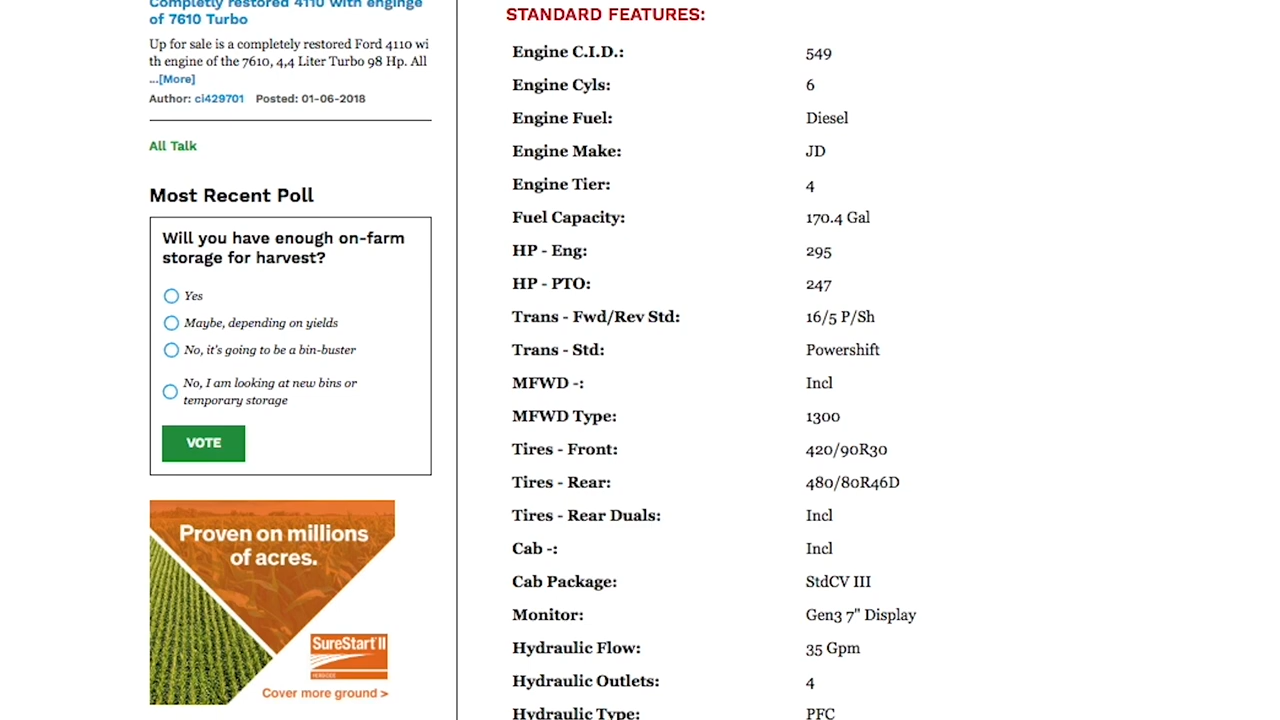 Completly restored 4110 with enginge
of 7610 Turbo
Up for sale is a completely restored Ford 4110 wi
th engine of the 7610, 4,4 Liter Turbo 98 Hp. All
...[More]
Author: ci429701 Posted: 01-06-2018
All Talk
Most Recent Poll
Will you have enough on-farm
storage for harvest?
Yes
Maybe, depending on yields
No, it's going to be a bin-buster
No, I am looking at new bins or
temporary storage
VOTE
Proven on millions
of acres.
SureStart II
HERBICIDE
Cover more ground >
STANDARD FEATURES:
Engine C.I.D.: 549
Engine Cyls: 6
Engine Fuel: Diesel
Engine Make: JD
Engine Tier: 4
Fuel Capacity: 170.4 Gal
HP - Eng: 295
HP - PTO: 247
Trans - Fwd/Rev Std: 16/5 P/Sh
Trans - Std: Powershift
MFWD -: Incl
MFWD Type: 1300
Tires - Front: 420/90R30
Tires - Rear: 480/80R46D
Tires - Rear Duals: Incl
Cab -: Incl
Cab Package: StdCV III
Monitor: Gen3 7" Display
Hydraulic Flow: 35 Gpm
Hydraulic Outlets: 4
Hydraulic Type: PFC